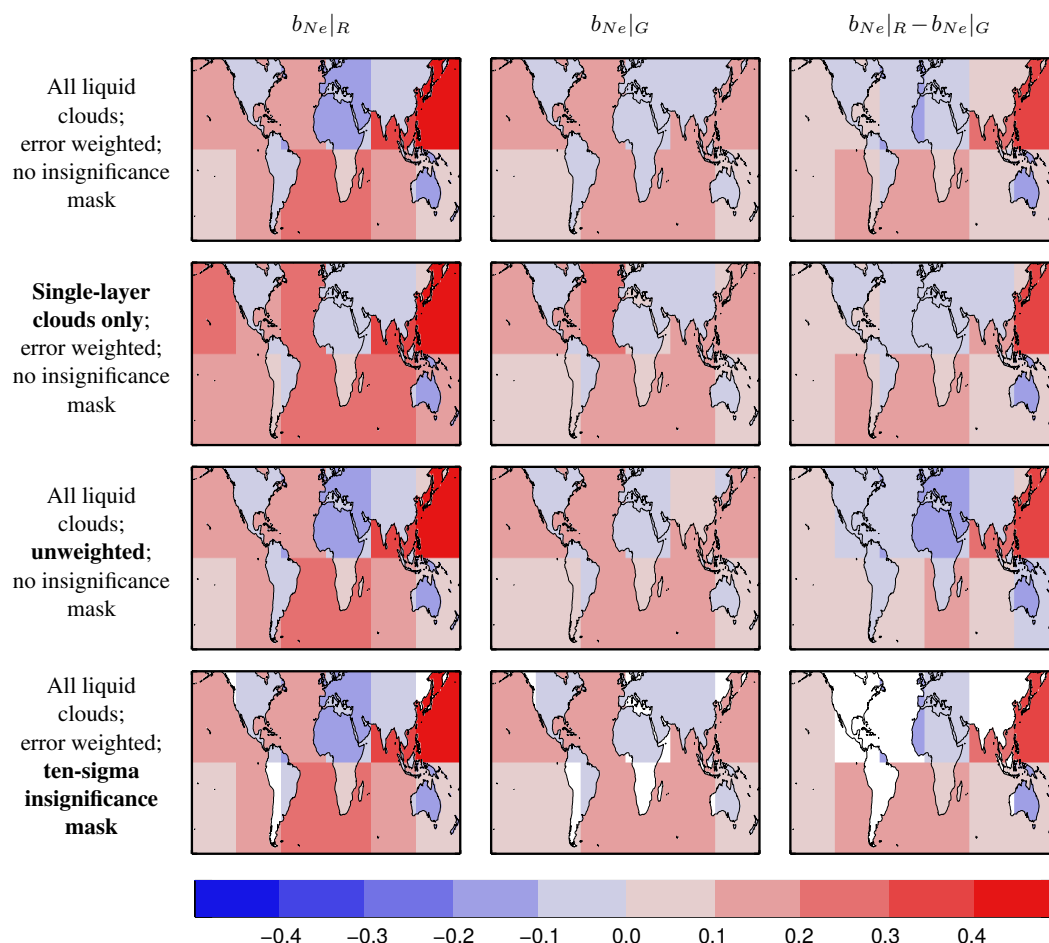 b_{Ne}|_R b_{Ne}|_G b_{Ne}|_R − b_{Ne}|_G
All liquid
clouds;
error weighted;
no insignificance
mask
Single-layer
clouds only;
error weighted;
no insignificance
mask
All liquid
clouds;
unweighted;
no insignificance
mask
All liquid
clouds;
error weighted;
ten-sigma
insignificance
mask
−0.4 −0.3 −0.2 −0.1 0.0 0.1 0.2 0.3 0.4